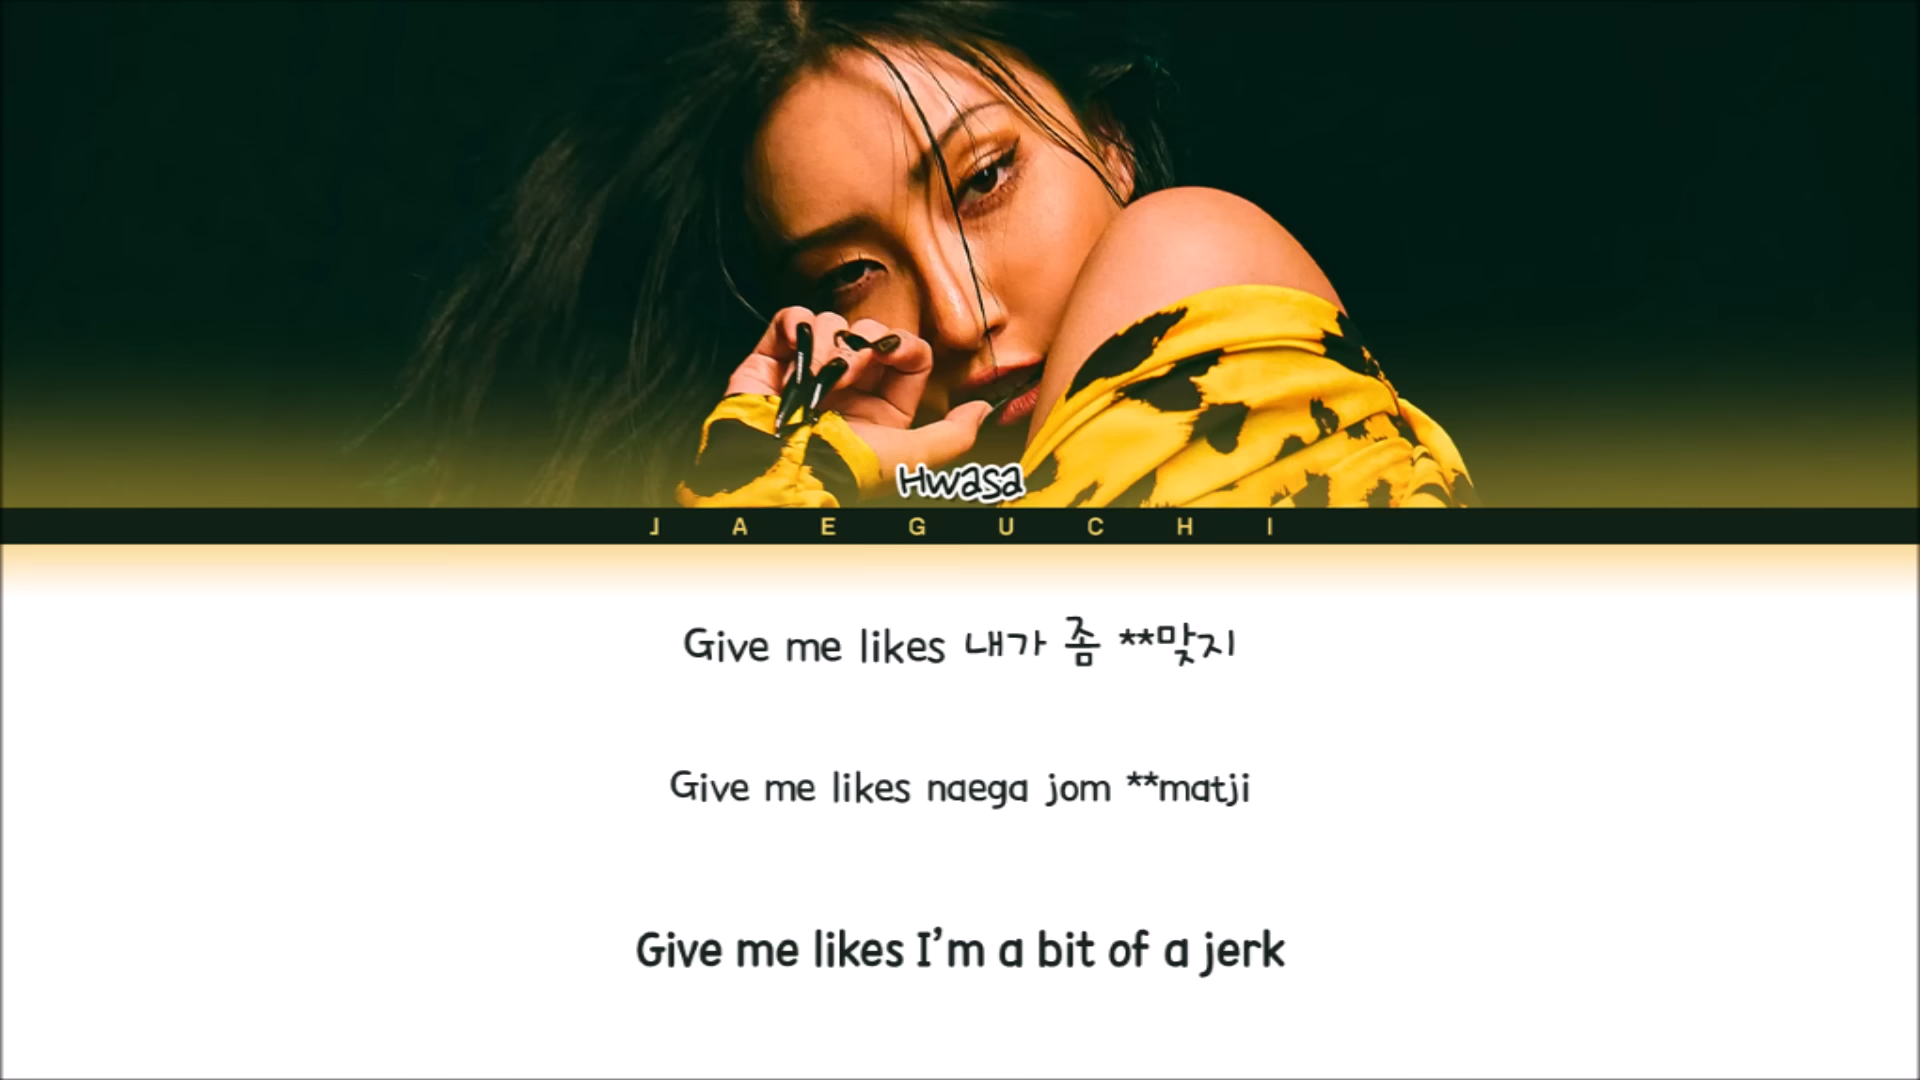 Hwasa
JAEGUCHI
Give me likes 내가 좀 **맞지
Give me likes naega jom **matji
Give me likes I'm a bit of a jerk